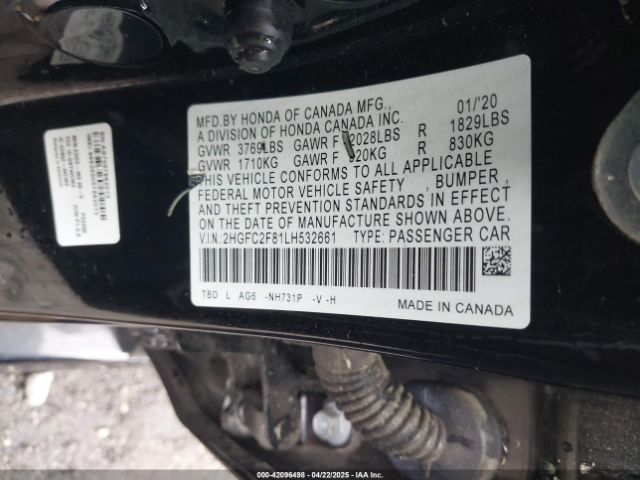 MFD.BY HONDA OF CANADA MFG., 01/'20
A DIVISION OF HONDA CANADA INC.
GVWR 3769LBS GAWR F 2028LBS R 1829LBS
GVWR 1710KG GAWR F 920KG R 830KG
THIS VEHICLE CONFORMS TO ALL APPLICABLE
FEDERAL MOTOR VEHICLE SAFETY, BUMPER,
AND THEFT PREVENTION STANDARDS IN EFFECT
ON THE DATE OF MANUFACTURE SHOWN ABOVE.
V.I.N.:2HGFC2F81LH532661 TYPE: PASSENGER CAR
TBD L AG6 -NH731P -V -H
MADE IN CANADA
000-42096498 - 04/22/2025 - IAA Inc.